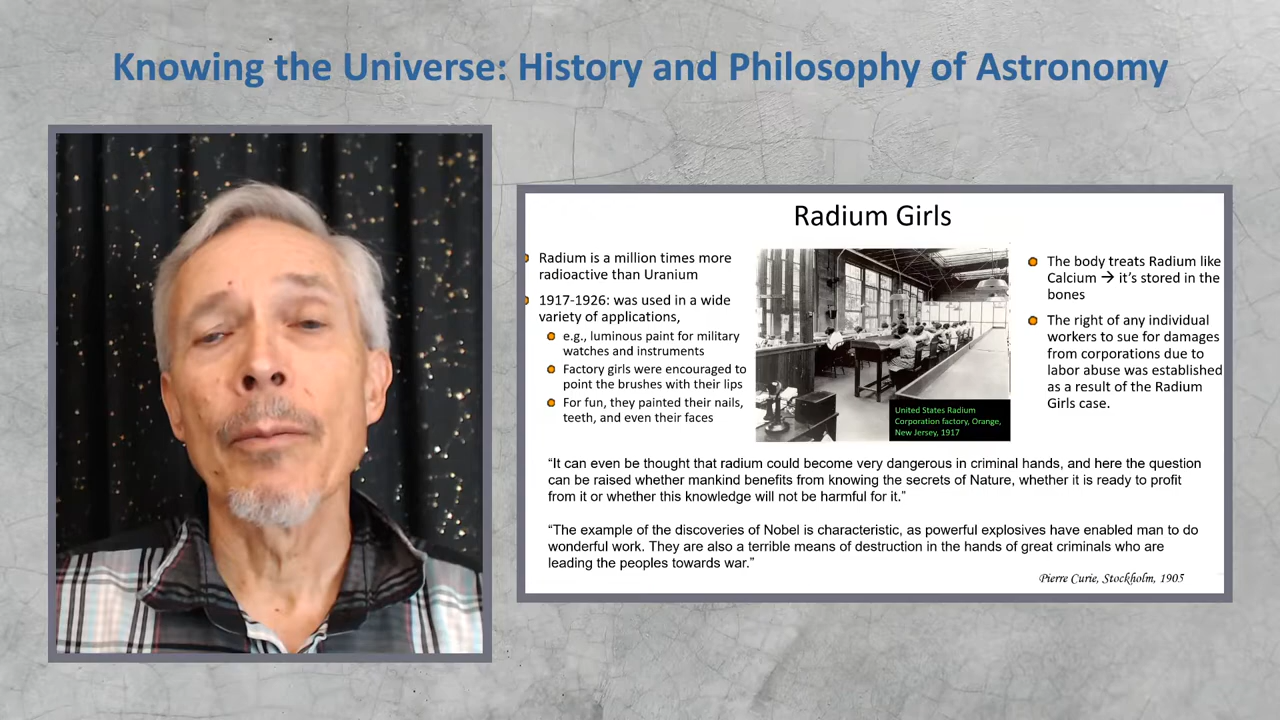 Knowing the Universe: History and Philosophy of Astronomy
Radium Girls
Radium is a million times more
radioactive than Uranium
1917-1926: was used in a wide
variety of applications,
e.g., luminous paint for military
watches and instruments
Factory girls were encouraged to
point the brushes with their lips
For fun, they painted their nails,
teeth, and even their faces
United States Radium
Corporation factory, Orange,
New Jersey, 1917
The body treats Radium like
Calcium → it's stored in the
bones
The right of any individual
workers to sue for damages
from corporations due to
labor abuse was established
as a result of the Radium
Girls case.
“It can even be thought that radium could become very dangerous in criminal hands, and here the question
can be raised whether mankind benefits from knowing the secrets of Nature, whether it is ready to profit
from it or whether this knowledge will not be harmful for it.”
“The example of the discoveries of Nobel is characteristic, as powerful explosives have enabled man to do
wonderful work. They are also a terrible means of destruction in the hands of great criminals who are
leading the peoples towards war.”
Pierre Curie, Stockholm, 1905